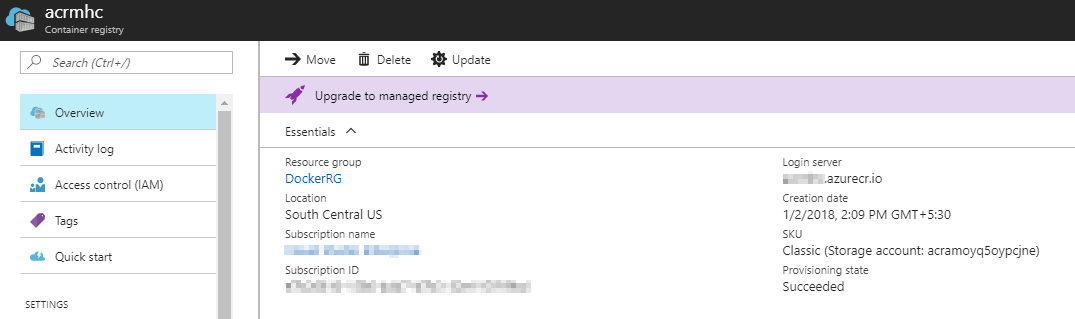 acrmhc
Container registry
Search (Ctrl+/)
Overview
Activity log
Access control (IAM)
Tags
Quick start
SETTINGS
Move
Delete
Update
Upgrade to managed registry
Essentials
Resource group
DockerRG
Location
South Central US
Subscription name
Subscription ID
Login server
.azurecr.io
Creation date
1/2/2018, 2:09 PM GMT+5:30
SKU
Classic (Storage account: acramoyq5oypcjne)
Provisioning state
Succeeded